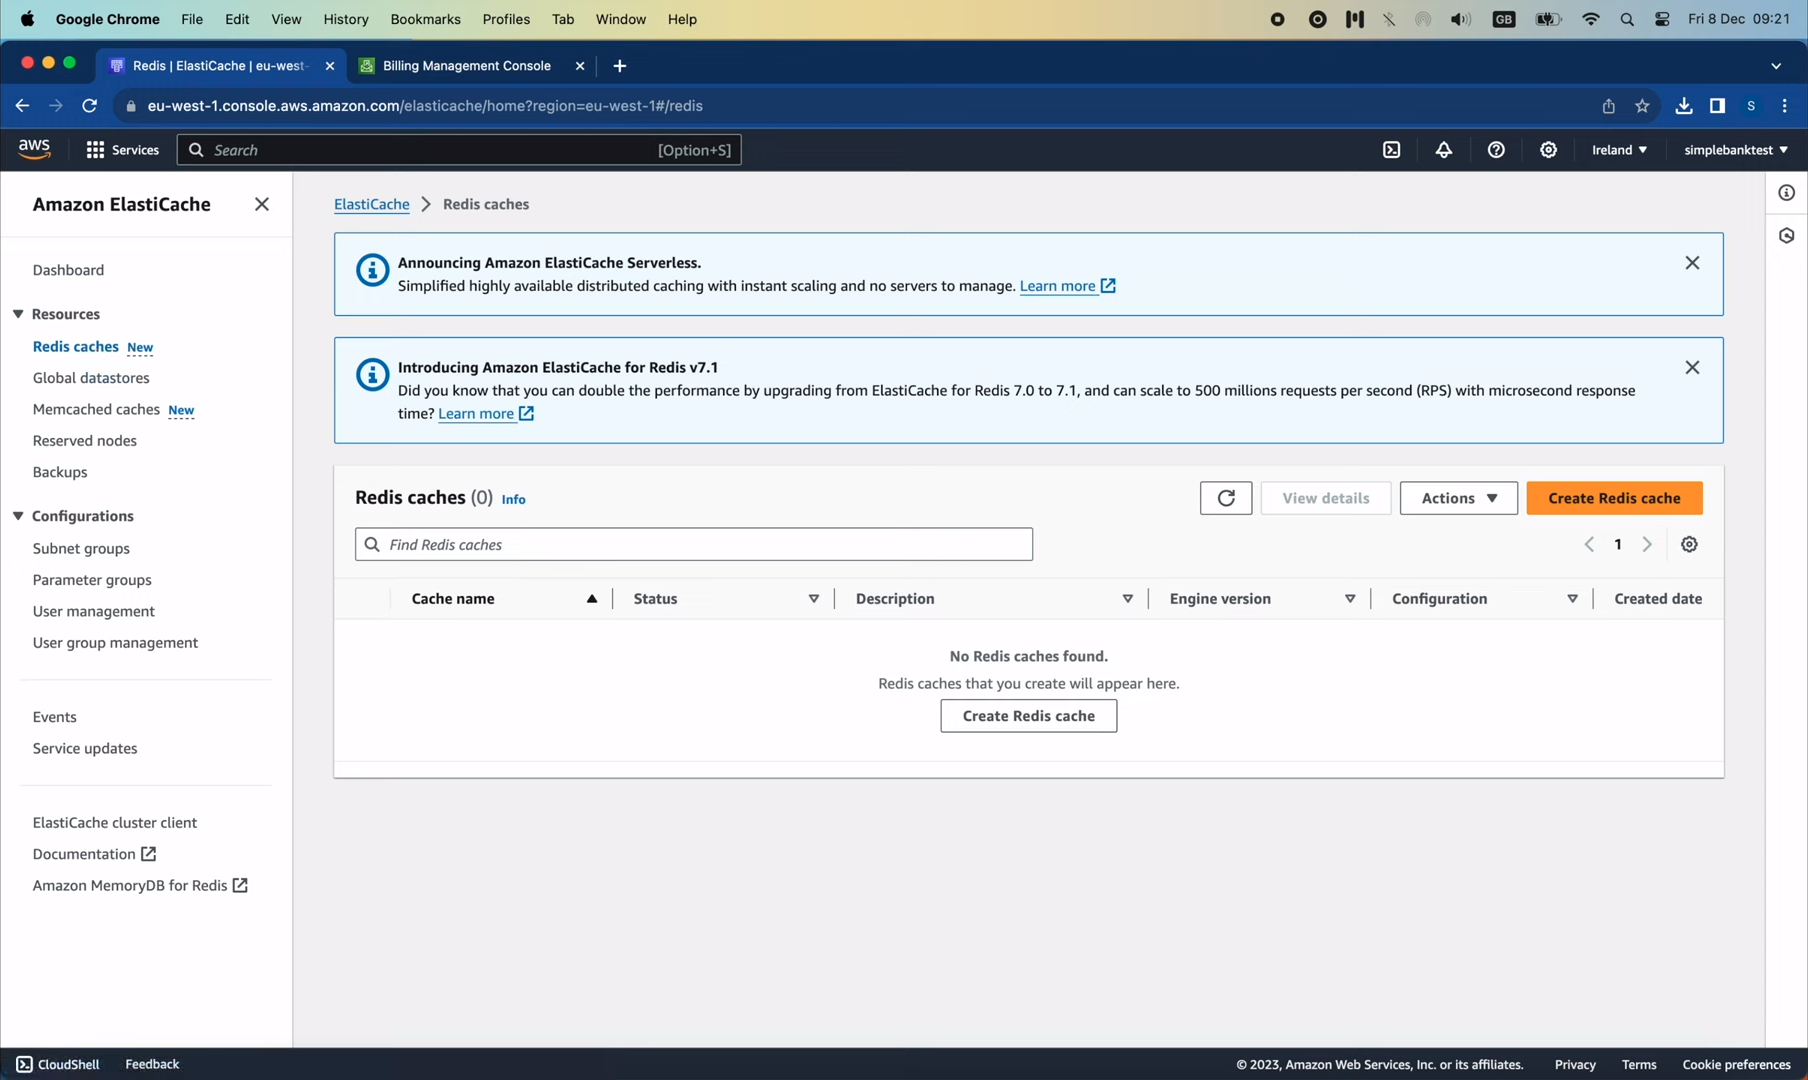 Google Chrome File Edit View History Bookmarks Profiles Tab Window Help GB Fri 8 Dec 09:21
Redis | ElastiCache | eu-west- Billing Management Console
eu-west-1.console.aws.amazon.com/elasticache/home?region=eu-west-1#/redis S
aws Services Search [Option+S] Ireland simplebanktest
Amazon ElastiCache
Dashboard
Resources
Redis caches New
Global datastores
Memcached caches New
Reserved nodes
Backups
Configurations
Subnet groups
Parameter groups
User management
User group management
Events
Service updates
ElastiCache cluster client
Documentation
Amazon MemoryDB for Redis
ElastiCache Redis caches
Announcing Amazon ElastiCache Serverless.
Simplified highly available distributed caching with instant scaling and no servers to manage. Learn more
Introducing Amazon ElastiCache for Redis v7.1
Did you know that you can double the performance by upgrading from ElastiCache for Redis 7.0 to 7.1, and can scale to 500 millions requests per second (RPS) with microsecond response
time? Learn more
Redis caches (0) Info View details Actions Create Redis cache
Find Redis caches 1
Cache name Status Description Engine version Configuration Created date
No Redis caches found.
Redis caches that you create will appear here.
Create Redis cache
CloudShell Feedback © 2023, Amazon Web Services, Inc. or its affiliates. Privacy Terms Cookie preferences